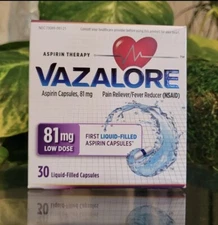 ASPIRIN THERAPY
VAZALORE
Aspirin Capsules, 81 mg
Pain Reliever/Fever Reducer (NSAID)
81mg
LOW DOSE
FIRST LIQUID-FILLED
ASPIRIN CAPSULES
30 Liquid-Filled Capsules